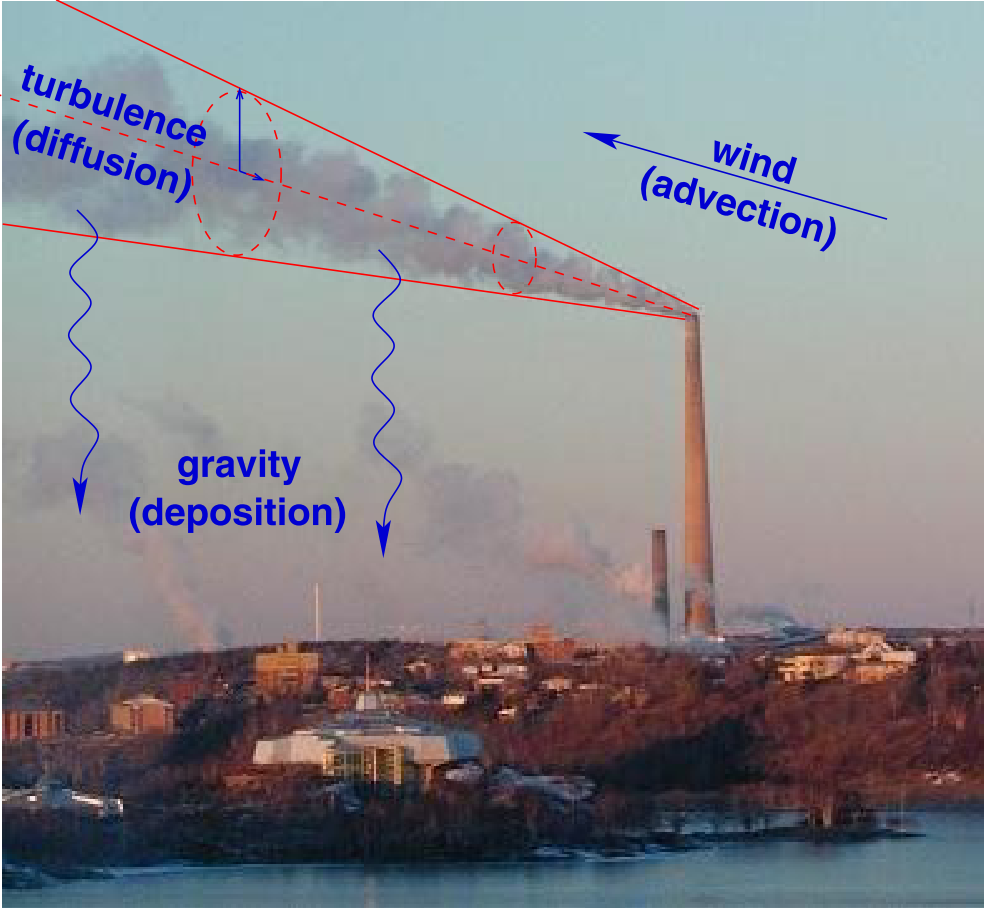 turbulence
(diffusion)
wind
(advection)
gravity
(deposition)